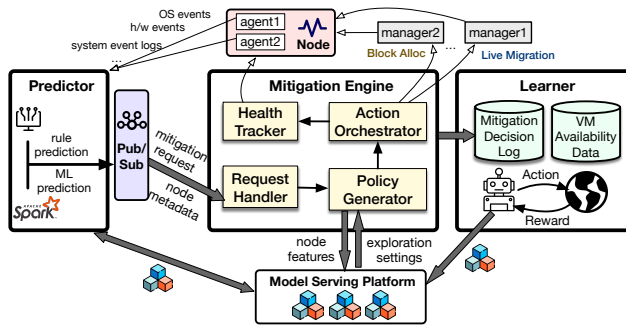 OS events
h/w events
system event logs
...
agent1
agent2
Node
manager2
...
manager1
Block Alloc
Live Migration
Predictor
rule
prediction
ML
prediction
APACHE
Spark
Pub/
Sub
mitigation
request
node
metadata
Mitigation Engine
Health
Tracker
Action
Orchestrator
Request
Handler
Policy
Generator
Learner
Mitigation
Decision
Log
VM
Availability
Data
Action
Reward
node
features
exploration
settings
Model Serving Platform